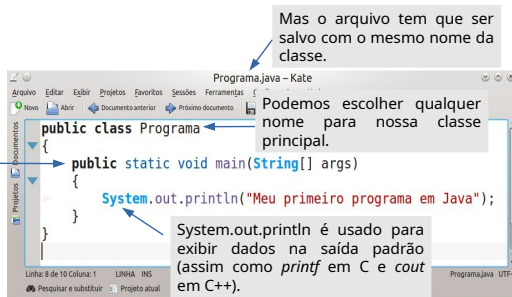 Mas o arquivo tem que ser
salvo com o mesmo nome da
classe.
Programa.java – Kate
Arquivo Editar Exibir Projetos Favoritos Sessões Ferramentas
Novo Abrir Documento anterior Próximo documento
Podemos escolher qualquer
nome para nossa classe
principal.
Documentos
Projetos
public class Programa
{
public static void main(String[] args)
{
System.out.println("Meu primeiro programa em Java");
}
}
System.out.println é usado para
exibir dados na saída padrão
(assim como printf em C e cout
em C++).
Linha: 8 de 10 Coluna: 1 LINHA INS
Programa.java UTF-
Pesquisar e substituir Projeto atual